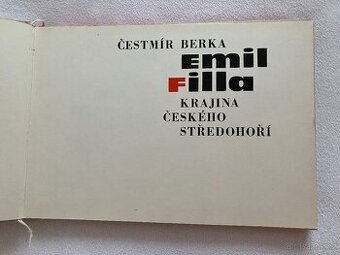 ČESTMÍR BERKA
Emil
Filla
KRAJINA
ČESKÉHO
STŘEDOHOŘÍ